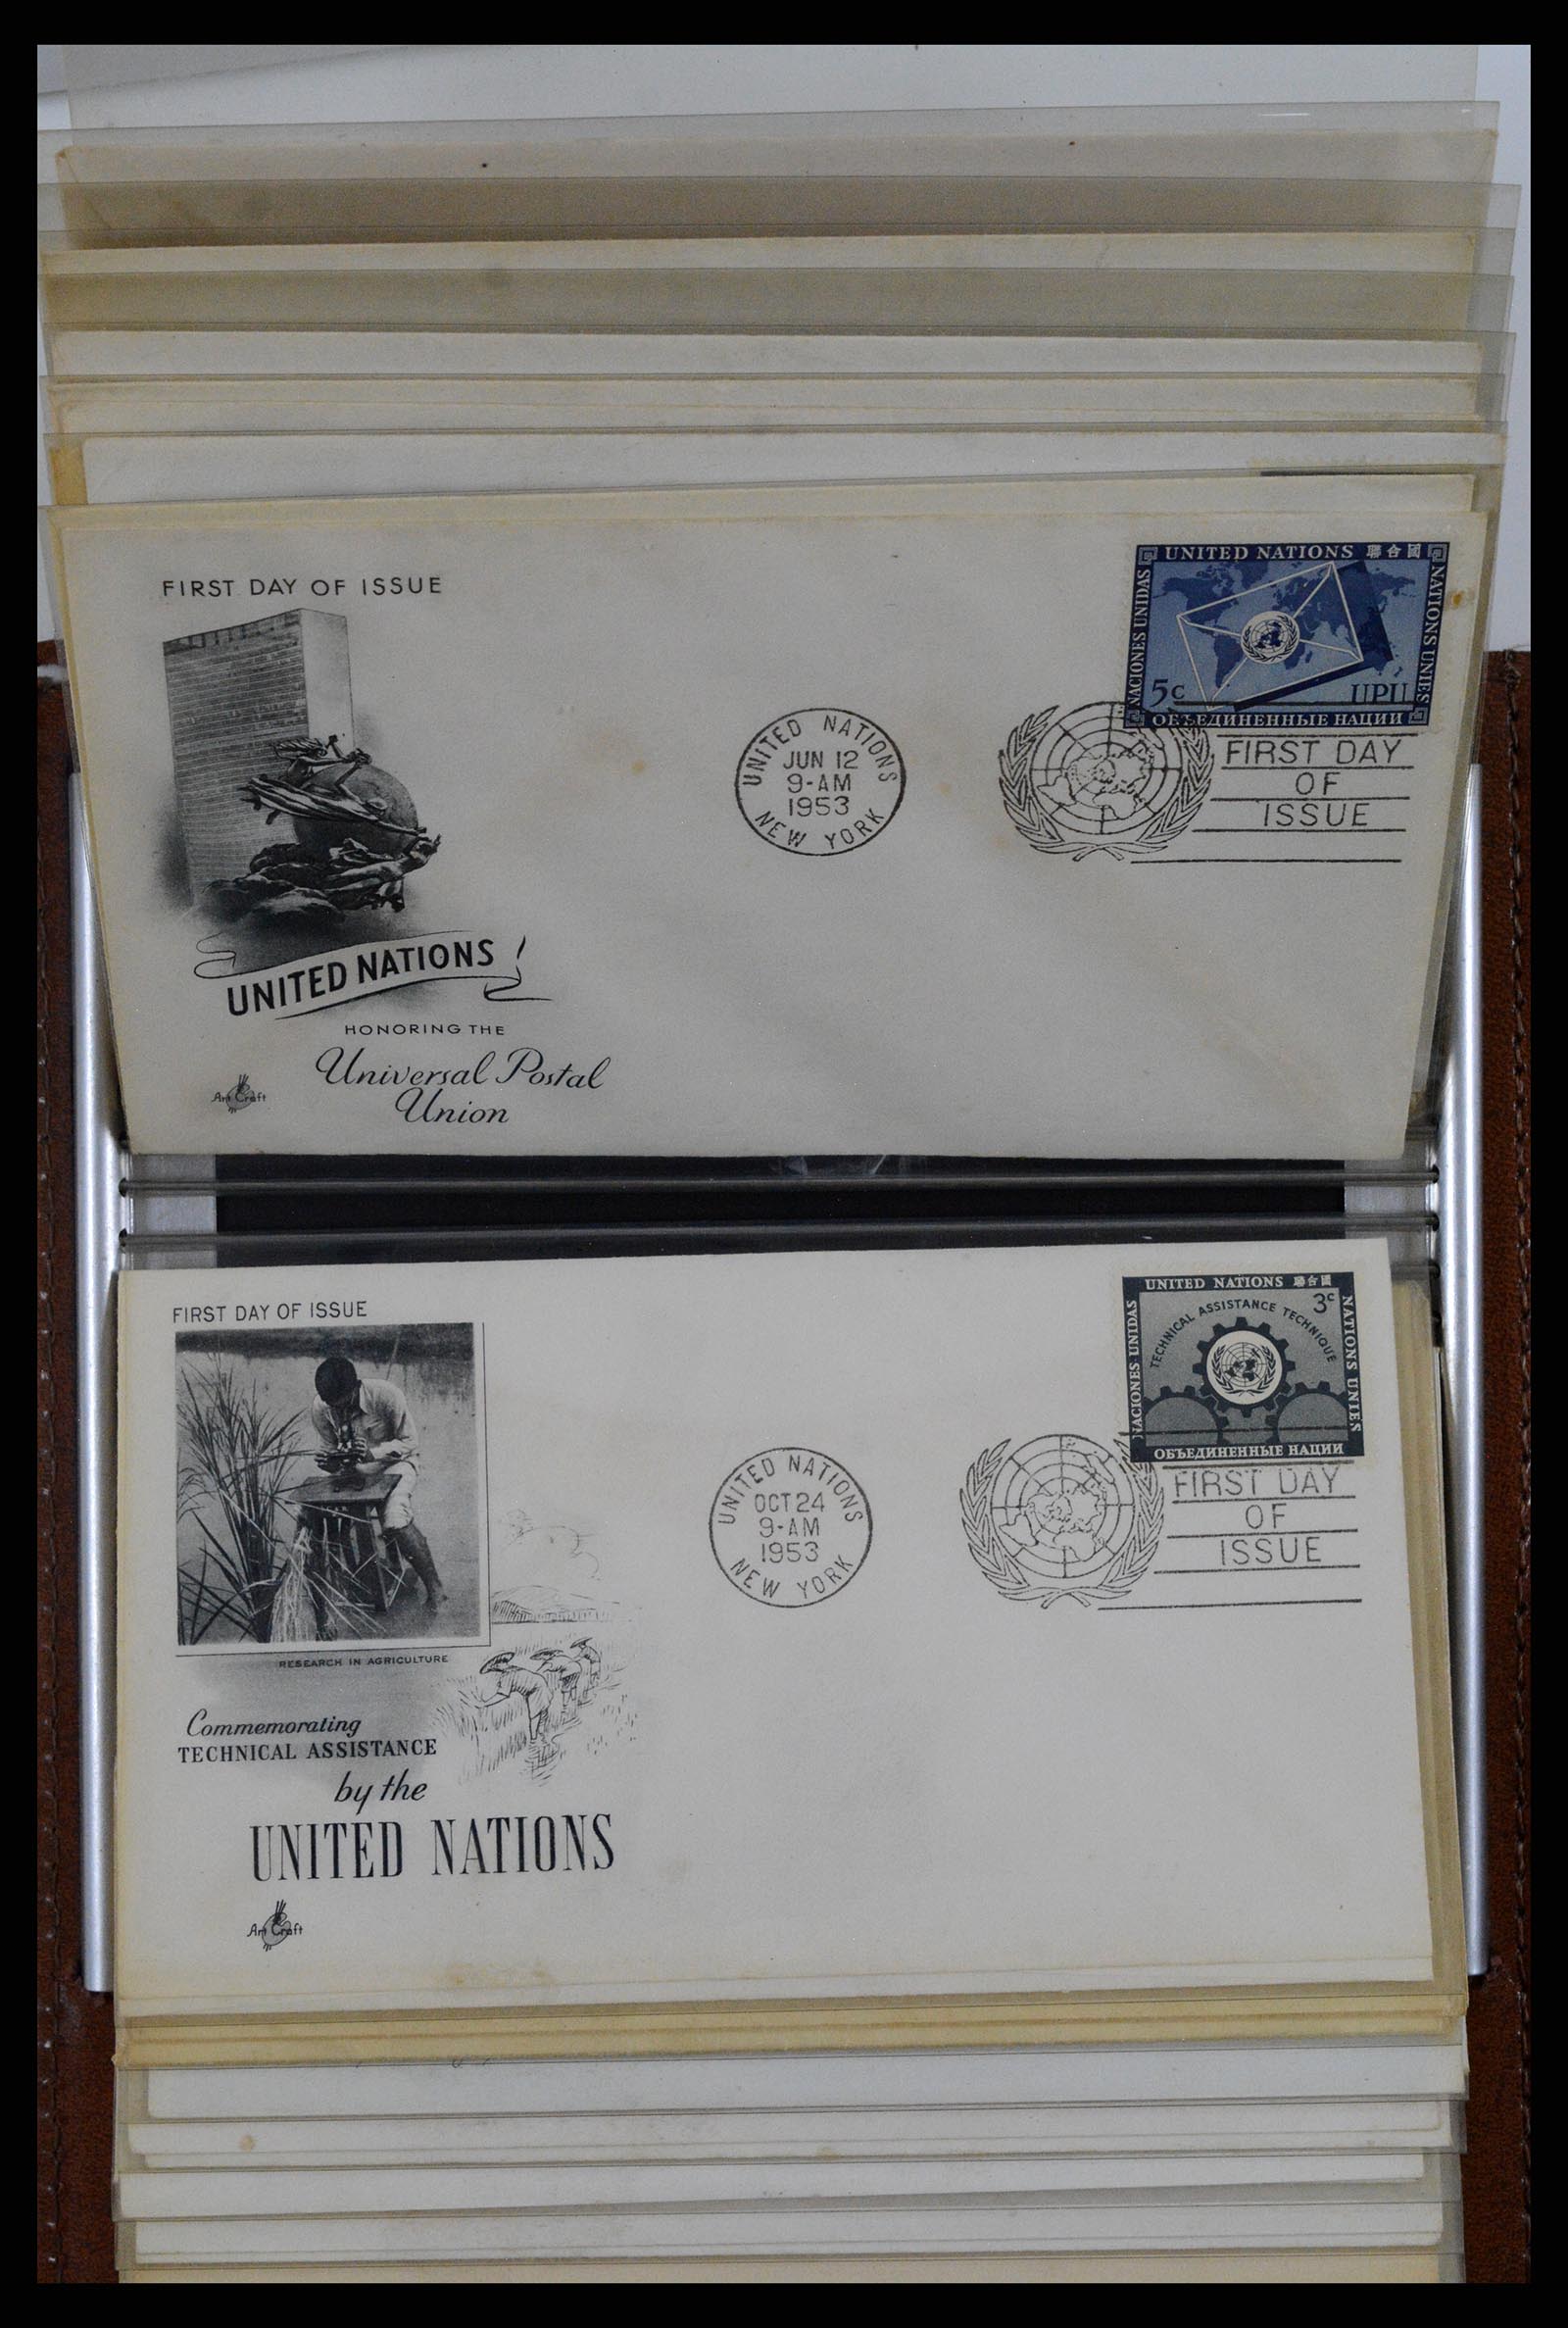 FIRST DAY OF ISSUE
UNITED NATIONS
HONORING THE
Universal Postal
Union
Art Craft
UNITED NATIONS
JUN 12
9-AM
1953
NEW YORK
UNITED NATIONS 聯合國
NACIONES UNIDAS
NATIONS UNIES
5c UPU
ОБЪЕДИНЕННЫЕ НАЦИИ
FIRST DAY
OF
ISSUE
FIRST DAY OF ISSUE
RESEARCH IN AGRICULTURE
Commemorating
TECHNICAL ASSISTANCE
by the
UNITED NATIONS
Art Craft
UNITED NATIONS
OCT 24
9-AM
1953
NEW YORK
UNITED NATIONS 聯合國
3c
TECHNICAL ASSISTANCE TECHNIQUE
NACIONES UNIDAS
NATIONS UNIES
ОБЪЕДИНЕННЫЕ НАЦИИ
FIRST DAY
OF
ISSUE